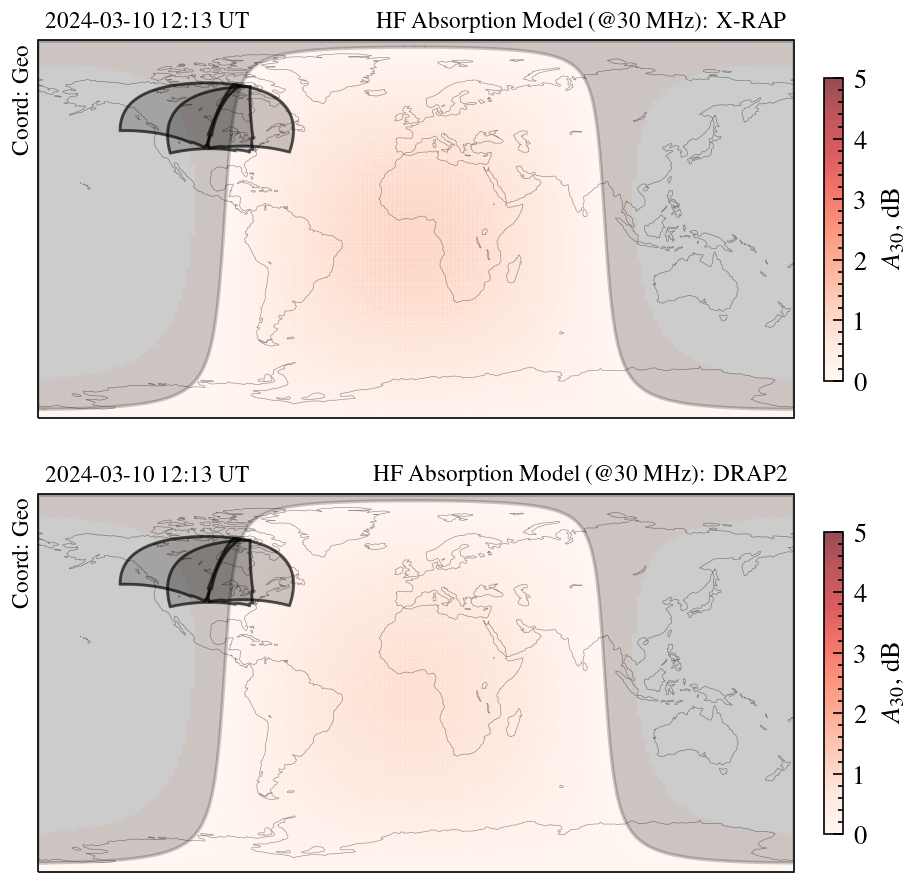 2024-03-10 12:13 UT
HF Absorption Model (@30 MHz): X-RAP
Coord: Geo
5
4
3
2
1
0
A30, dB
2024-03-10 12:13 UT
HF Absorption Model (@30 MHz): DRAP2
Coord: Geo
5
4
3
2
1
0
A30, dB